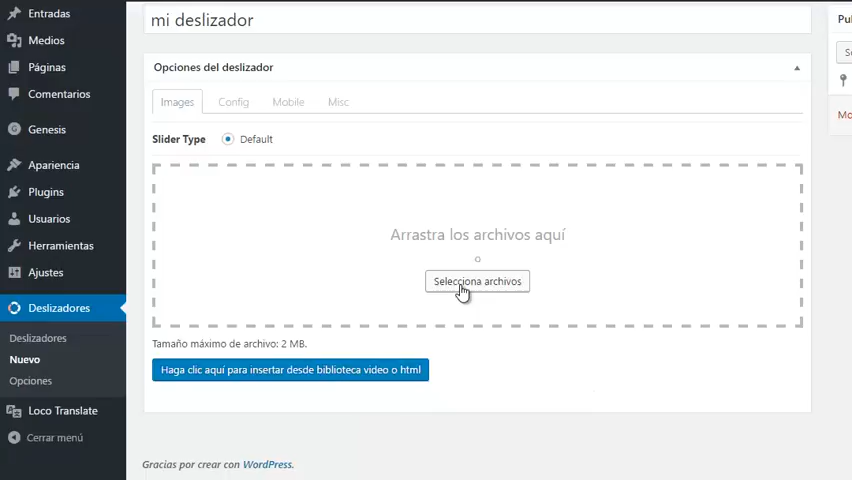 Entradas
Medios
Páginas
Comentarios
Genesis
Apariencia
Plugins
Usuarios
Herramientas
Ajustes
Deslizadores
Deslizadores
Nuevo
Opciones
Loco Translate
Cerrar menú
mi deslizador
Opciones del deslizador
Images Config Mobile Misc
Slider Type Default
Arrastra los archivos aquí
o
Selecciona archivos
Tamaño máximo de archivo: 2 MB.
Haga clic aquí para insertar desde biblioteca video o html
Gracias por crear con WordPress.